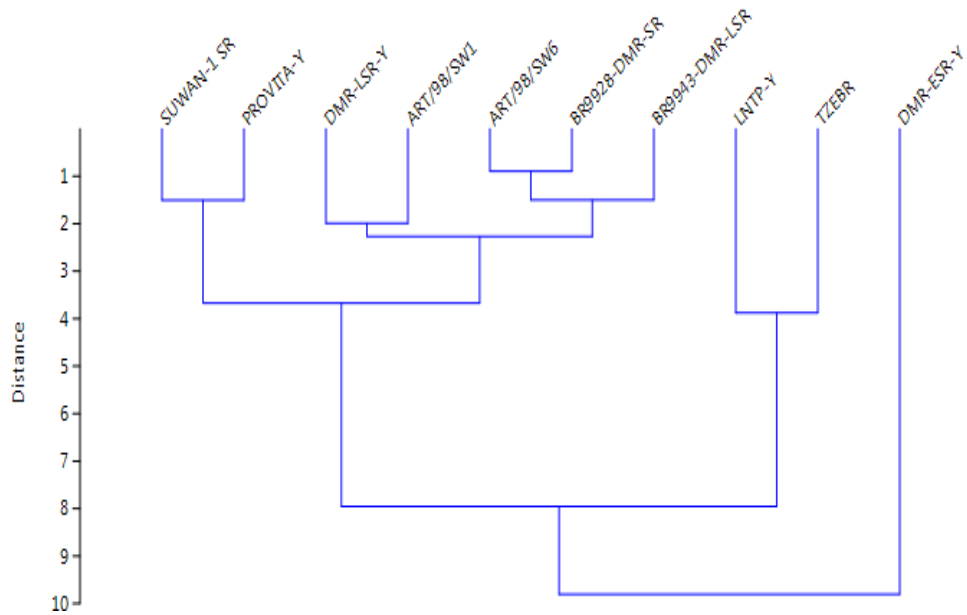 SUWAN-1 SR
PROVITA-Y
DMR-LSR-Y
ART/98/SW1
ART/98/SW6
BR9928-DMR-SR
BR9943-DMR-LSR
LNTP-Y
TZEBR
DMR-ESR-Y
1
2
3
4
5
6
7
8
9
10
Distance